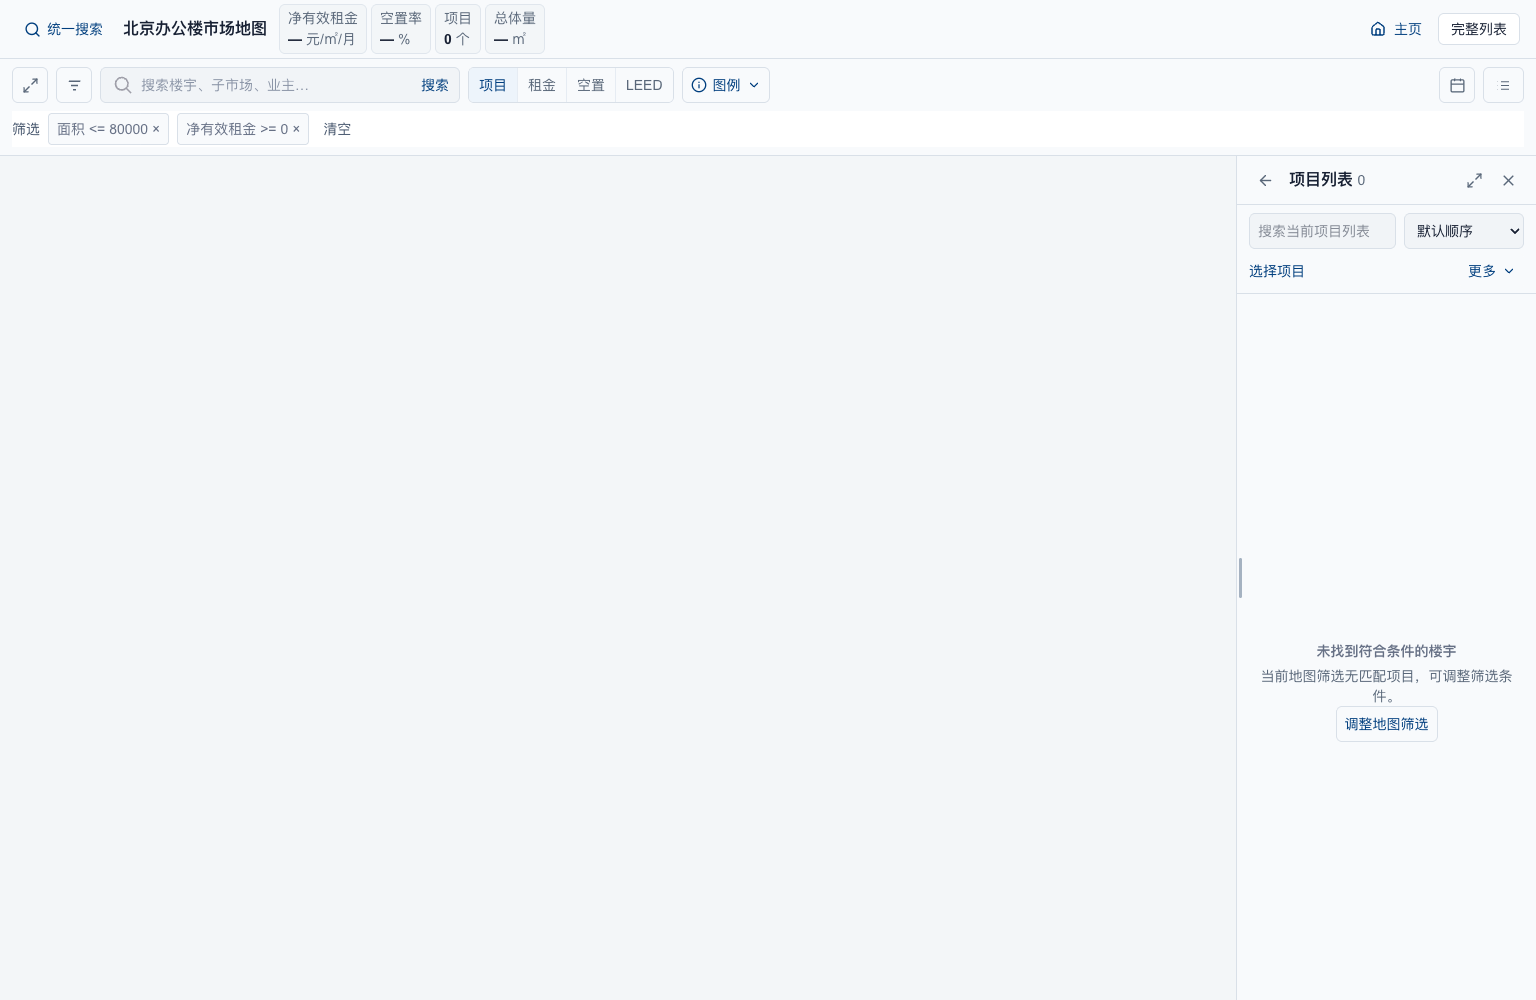 统一搜索
北京办公楼市场地图
净有效租金
— 元/㎡/月
空置率
— %
项目
0 个
总体量
— ㎡
主页
完整列表
搜索楼宇、子市场、业主...
搜索
项目
租金
空置
LEED
图例
筛选
面积 <= 80000 ×
净有效租金 >= 0 ×
清空
项目列表 0
搜索当前项目列表
默认顺序
选择项目
更多
未找到符合条件的楼宇
当前地图筛选无匹配项目，可调整筛选条
件。
调整地图筛选